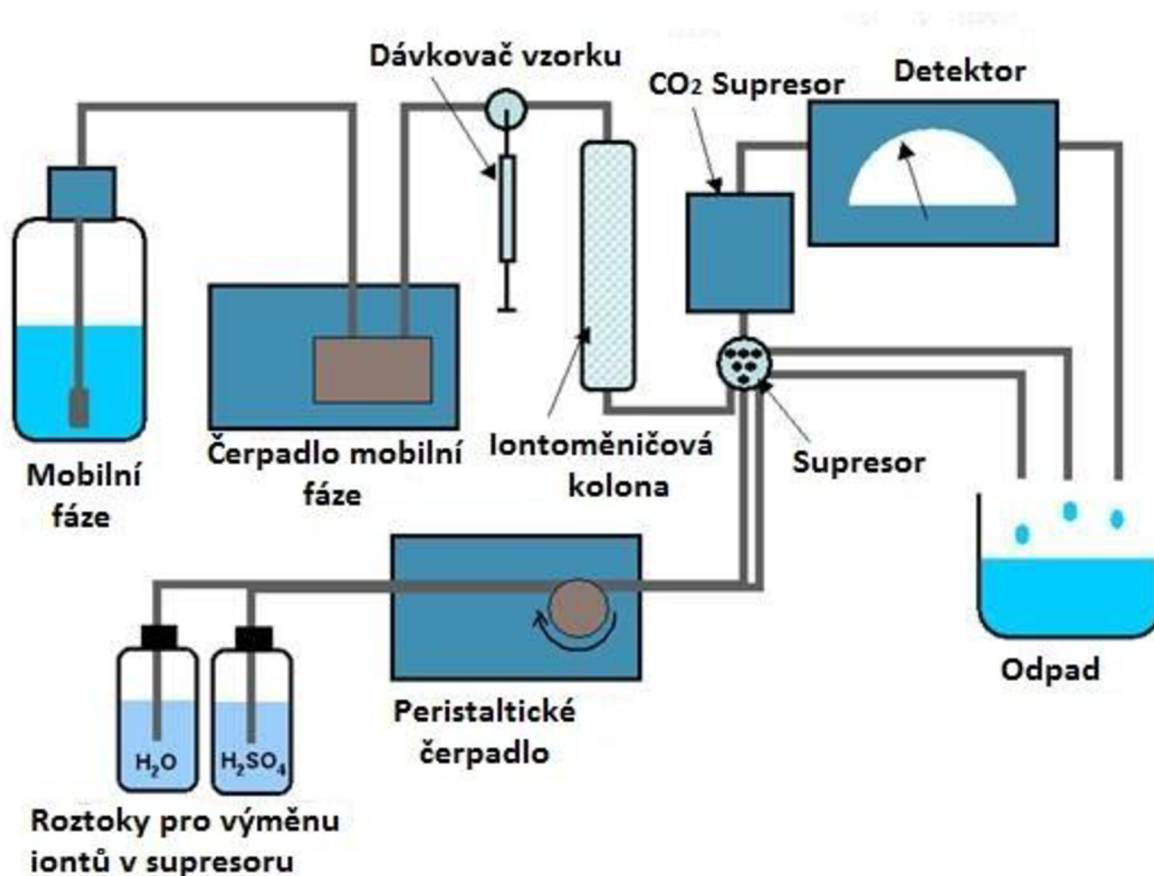 Dávkovač vzorku
CO2 Supresor
Detektor
Mobilní
fáze
Čerpadlo mobilní
fáze
Iontoměničová
kolona
Supresor
Odpad
Peristaltické
čerpadlo
H2O
H2SO4
Roztoky pro výměnu
iontů v supresoru